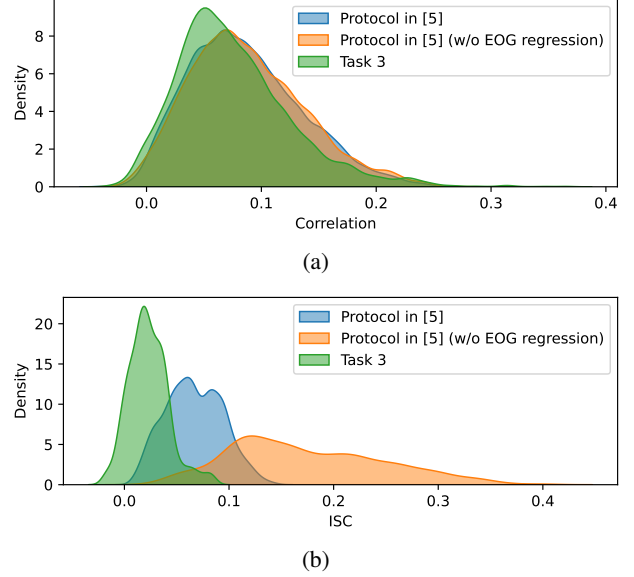 Protocol in [5]
Protocol in [5] (w/o EOG regression)
Task 3
8
6
4
2
0
Density
0.0 0.1 0.2 0.3 0.4
Correlation
(a)
Protocol in [5]
Protocol in [5] (w/o EOG regression)
Task 3
20
15
10
5
0
Density
0.0 0.1 0.2 0.3 0.4
ISC
(b)